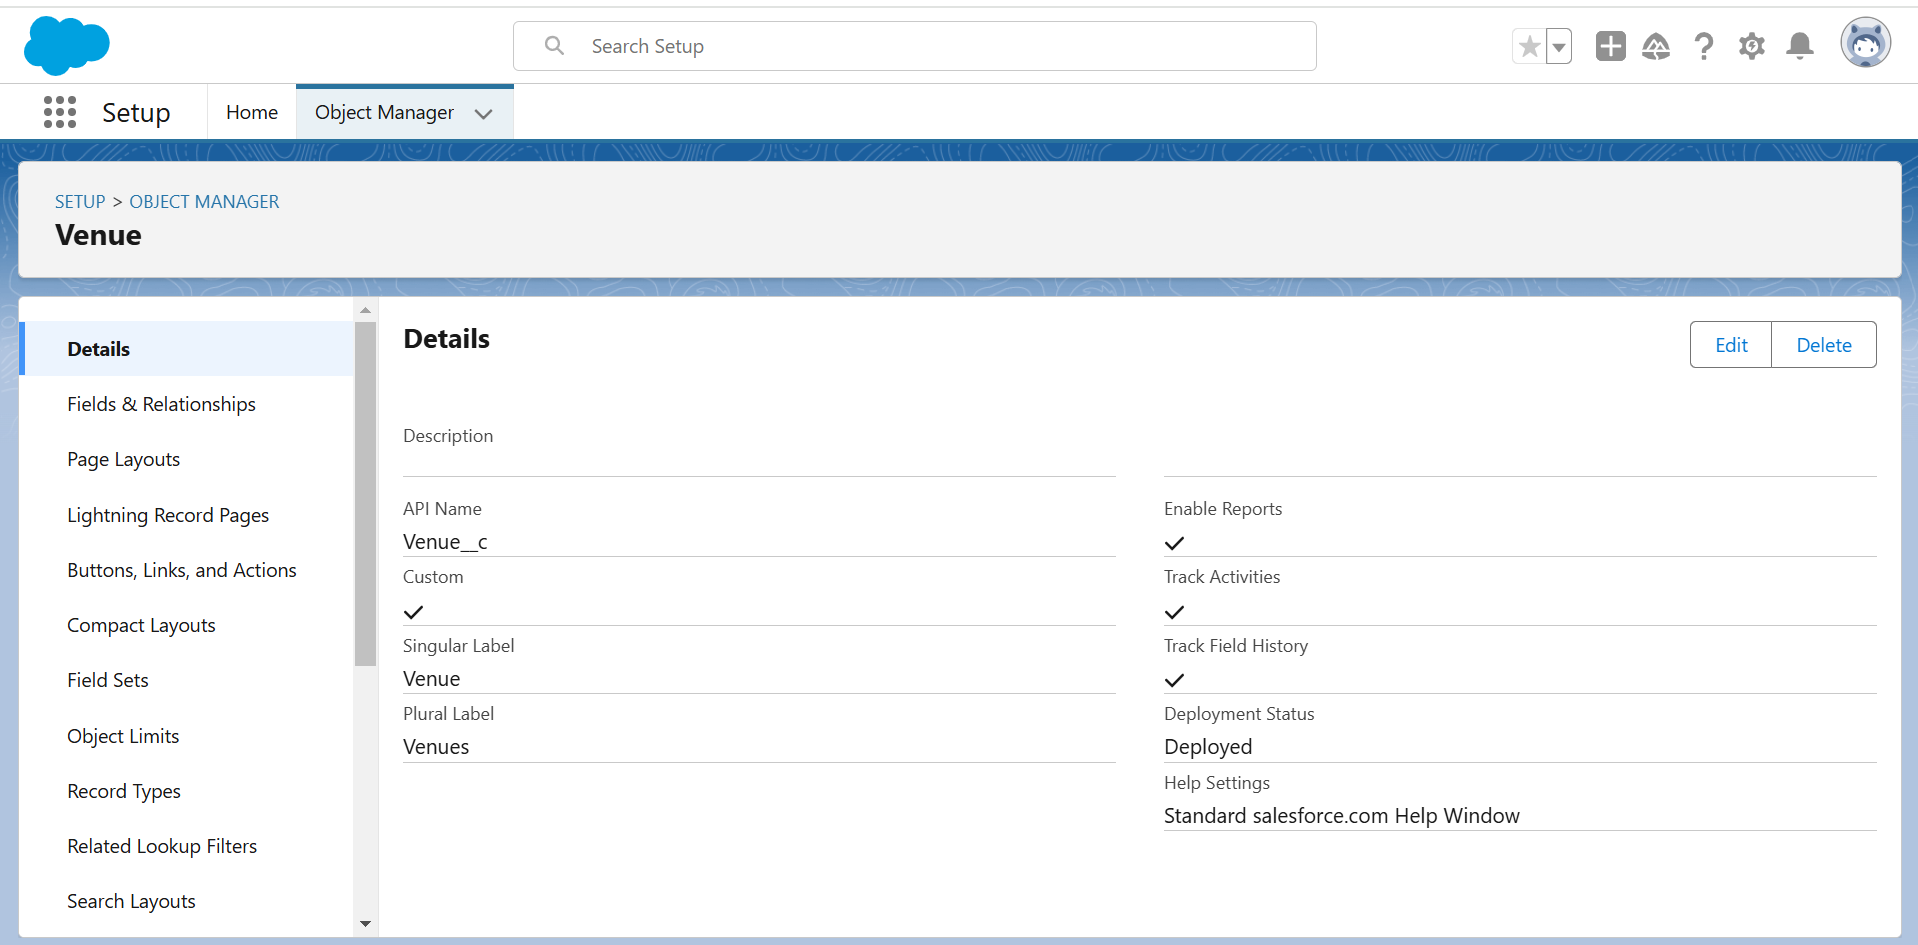 Search Setup
Setup
Home
Object Manager
SETUP > OBJECT MANAGER
Venue
Details
Fields & Relationships
Page Layouts
Lightning Record Pages
Buttons, Links, and Actions
Compact Layouts
Field Sets
Object Limits
Record Types
Related Lookup Filters
Search Layouts
Details
Edit
Delete
Description
API Name
Venue__c
Custom
Singular Label
Venue
Plural Label
Venues
Enable Reports
Track Activities
Track Field History
Deployment Status
Deployed
Help Settings
Standard salesforce.com Help Window